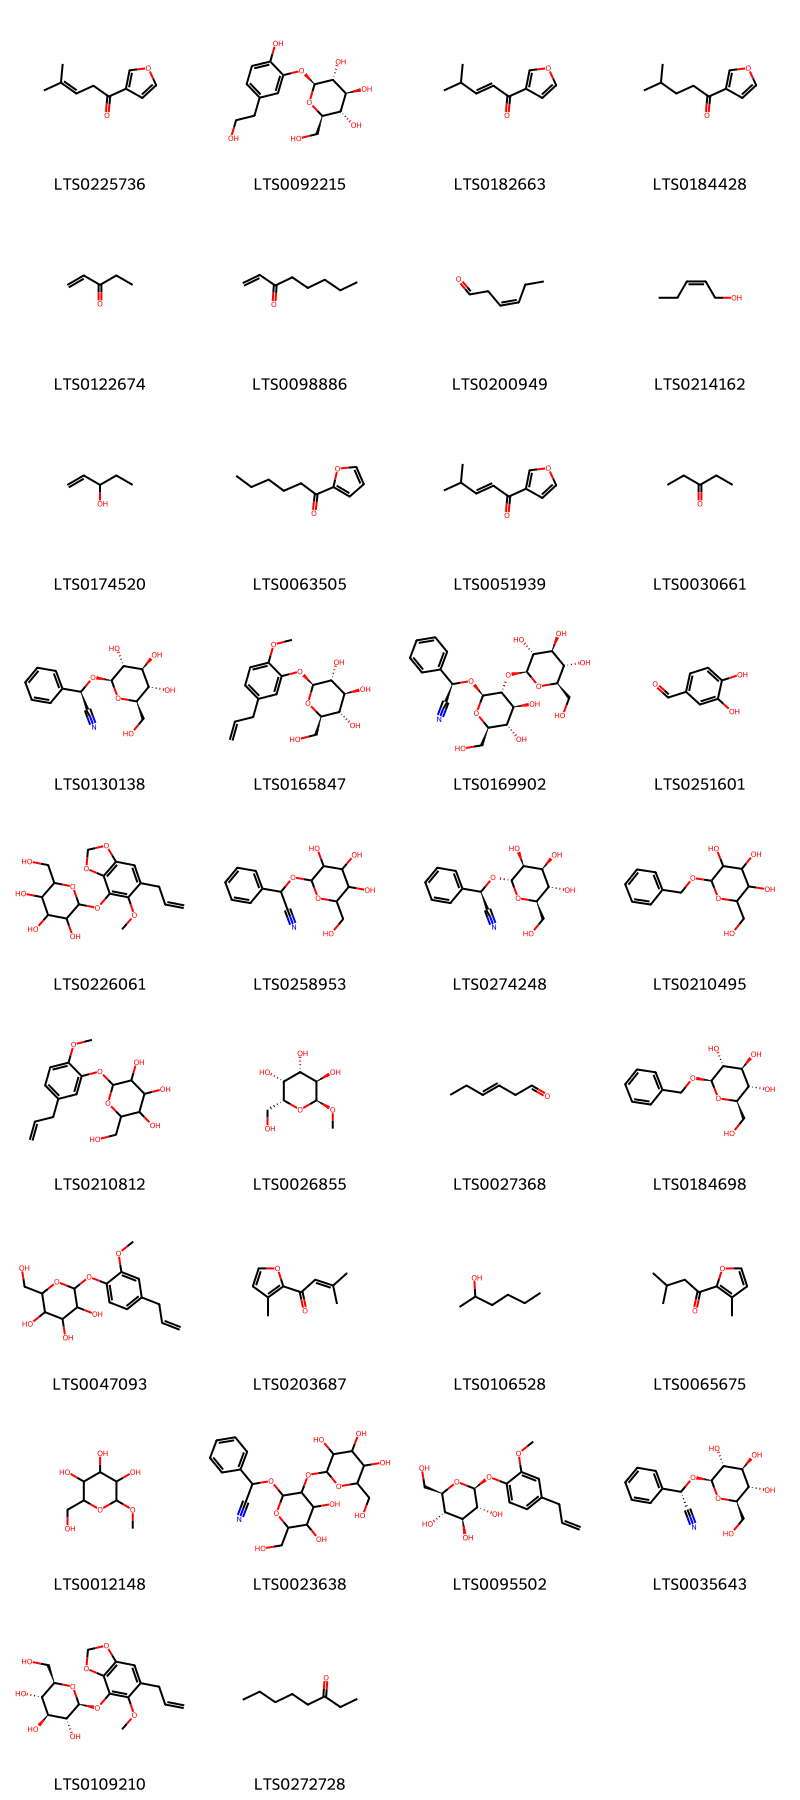 LTS0225736 LTS0092215 LTS0182663 LTS0184428
LTS0122674 LTS0098886 LTS0200949 LTS0214162
LTS0174520 LTS0063505 LTS0051939 LTS0030661
LTS0130138 LTS0165847 LTS0169902 LTS0251601
LTS0226061 LTS0258953 LTS0274248 LTS0210495
LTS0210812 LTS0026855 LTS0027368 LTS0184698
LTS0047093 LTS0203687 LTS0106528 LTS0065675
LTS0012148 LTS0023638 LTS0095502 LTS0035643
LTS0109210 LTS0272728